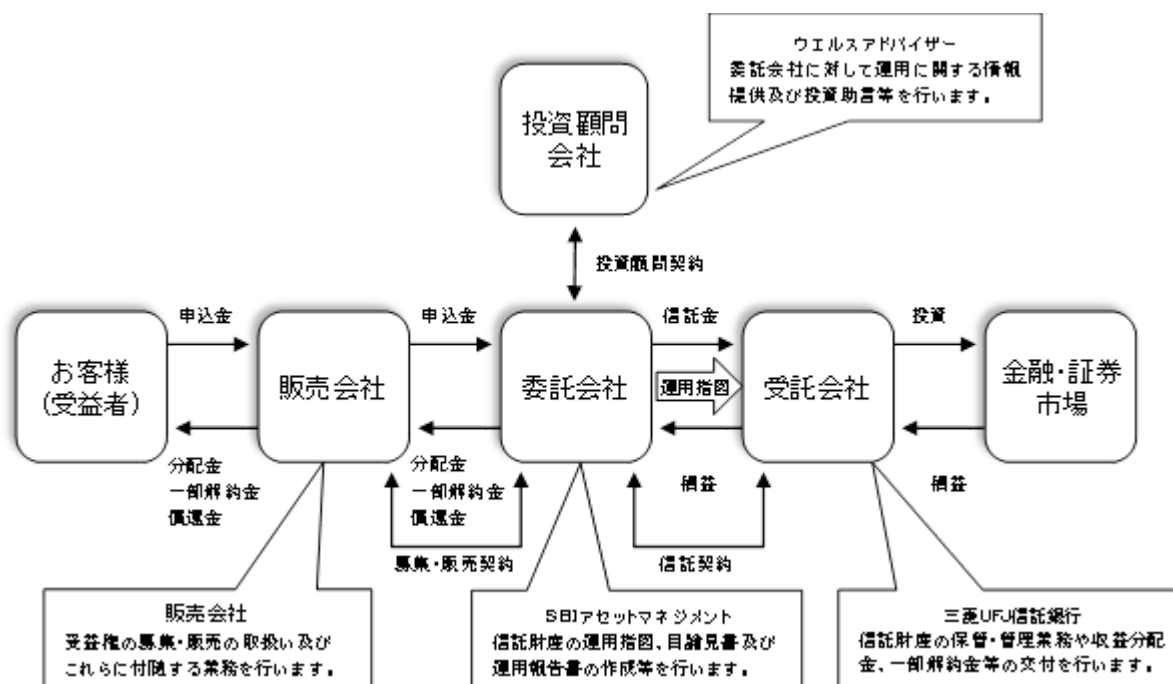 ウエルスアドバイザー
委託会社に対して運用に関する情報
提供及び投資助言等を行います。
投資顧問
会社
投資顧問契約
申込金
申込金
信託金
投資
お客様
(受益者)
販売会社
委託会社
運用指図
受託会社
金融・証券
市場
分配金
一部解約金
償還金
分配金
一部解約金
償還金
損益
損益
募集・販売契約
信託契約
販売会社
受益権の募集・販売の取扱い及び
これらに付随する業務を行います。
SBIアセットマネジメント
信託財産の運用指図、目論見書及び
運用報告書の作成等を行います。
三菱UFJ信託銀行
信託財産の保管・管理業務や収益分配
金、一部解約金等の交付を行います。